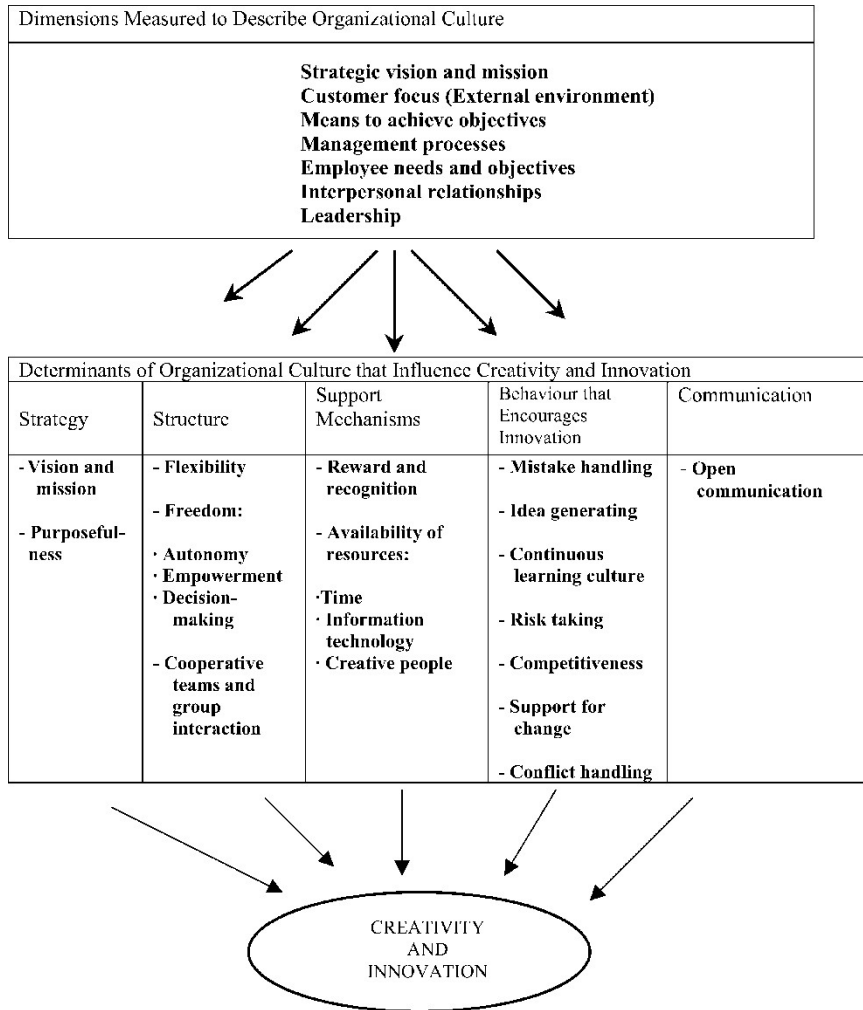 Dimensions Measured to Describe Organizational Culture
Strategic vision and mission
Customer focus (External environment)
Means to achieve objectives
Management processes
Employee needs and objectives
Interpersonal relationships
Leadership
Determinants of Organizational Culture that Influence Creativity and Innovation
Strategy
- Vision and
mission
- Purposeful-
ness
Structure
- Flexibility
- Freedom:
· Autonomy
· Empowerment
· Decision-
making
- Cooperative
teams and
group
interaction
Support
Mechanisms
- Reward and
recognition
- Availability of
resources:
·Time
· Information
technology
· Creative people
Behaviour that
Encourages
Innovation
- Mistake handling
- Idea generating
- Continuous
learning culture
- Risk taking
- Competitiveness
- Support for
change
- Conflict handling
Communication
- Open
communication
CREATIVITY
AND
INNOVATION